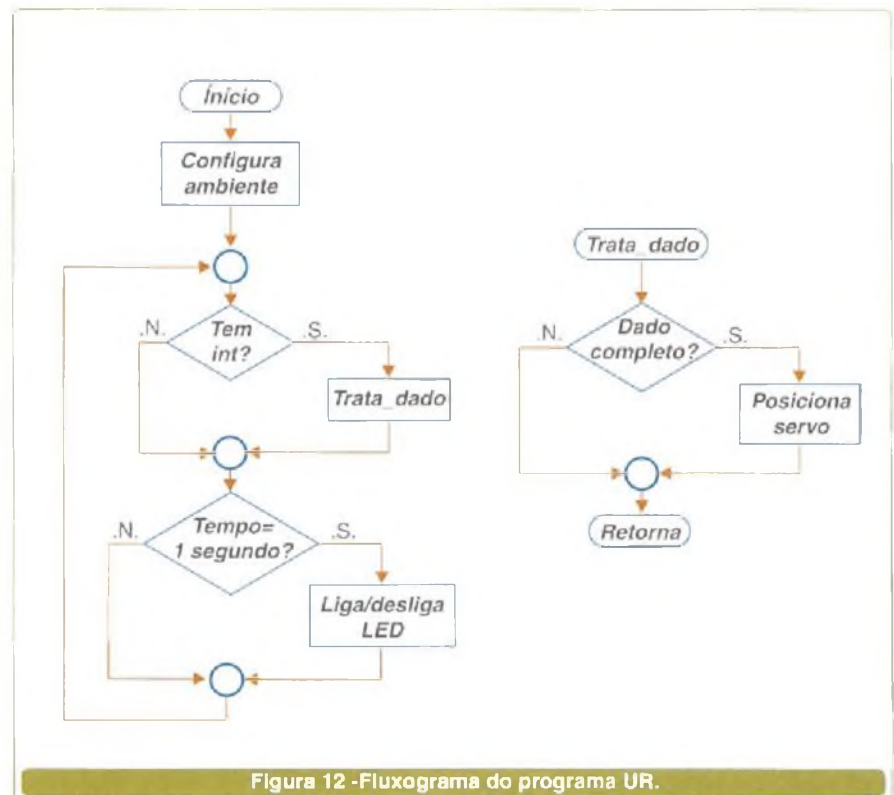 Início
Configura
ambiente
Tem
int?
.N.
.S.
Trata_dado
Tempo=
1 segundo?
.N.
.S.
Liga/desliga
LED
Trata_dado
Dado
completo?
.N.
.S.
Posiciona
servo
Retorna
Figura 12 -Fluxograma do programa UR.